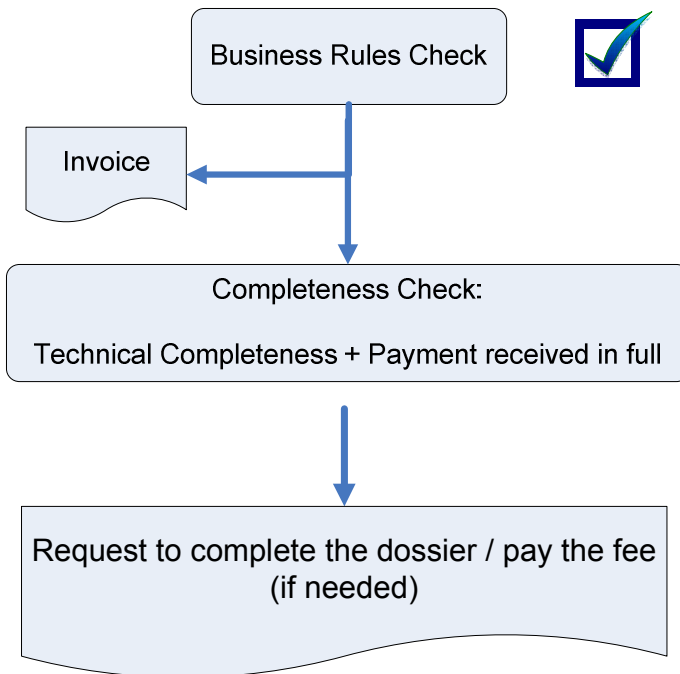 Business Rules Check
Invoice
Completeness Check:
Technical Completeness + Payment received in full
Request to complete the dossier / pay the fee
(if needed)